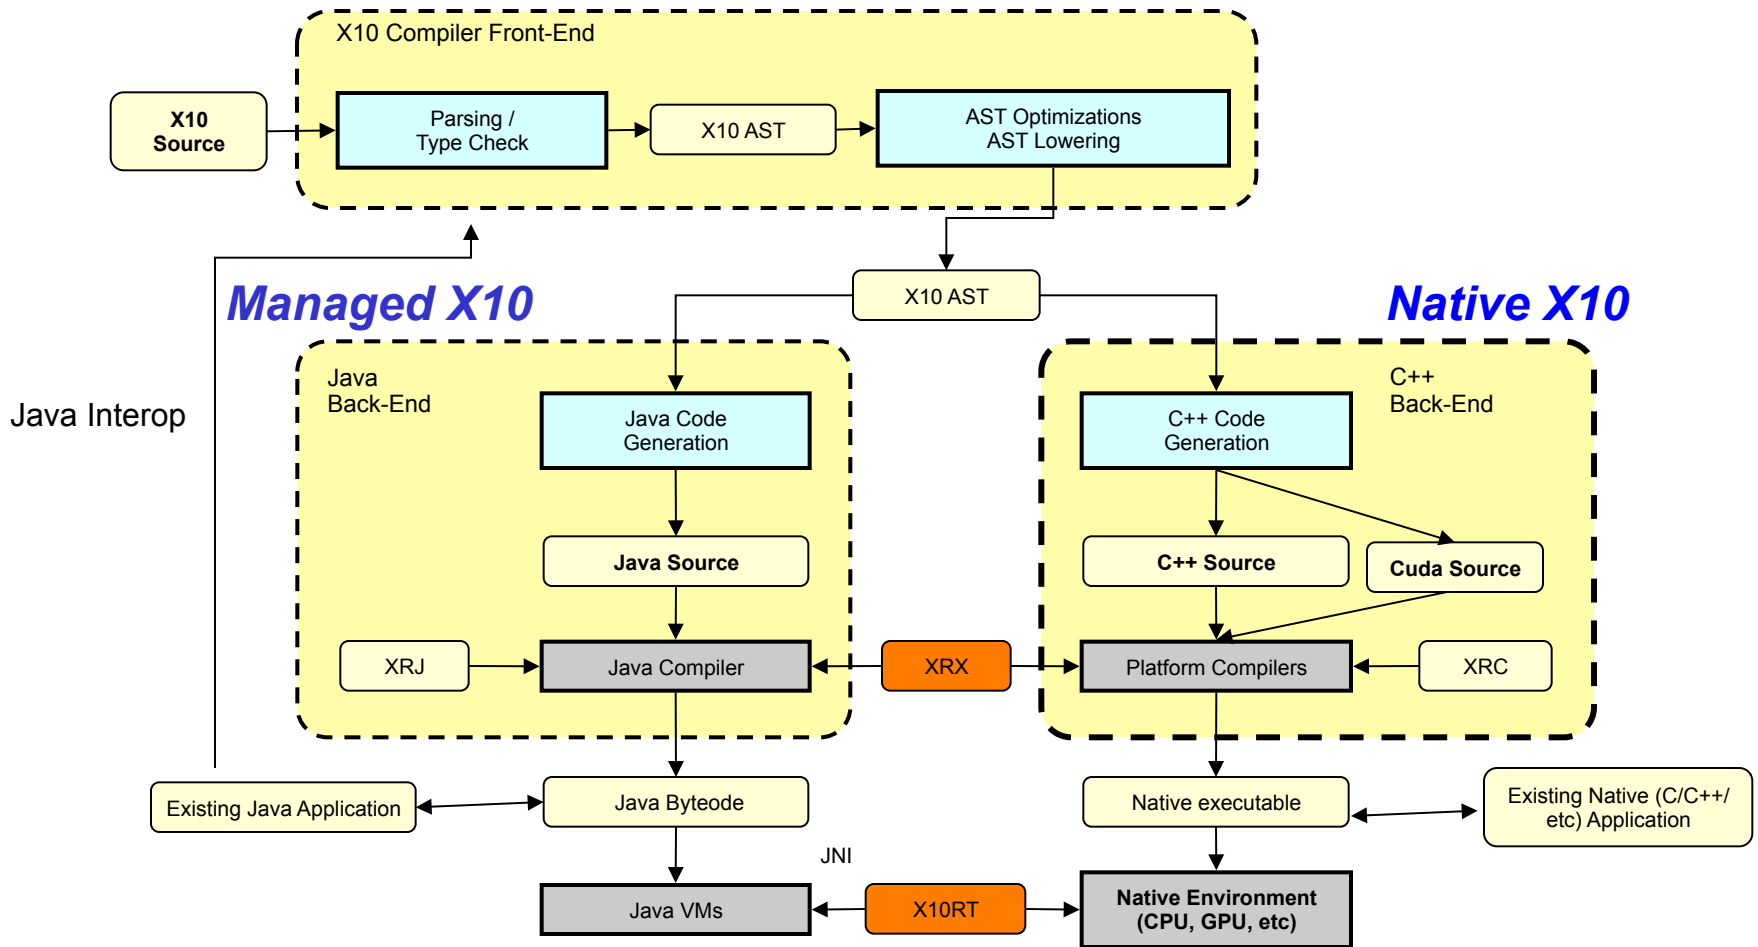 X10 Compiler Front-End
X10
Source
Parsing /
Type Check
X10 AST
AST Optimizations
AST Lowering
X10 AST
Managed X10
Native X10
Java Interop
Java
Back-End
Java Code
Generation
C++ Code
Generation
C++
Back-End
Java Source
C++ Source
Cuda Source
XRJ
Java Compiler
XRX
Platform Compilers
XRC
Existing Java Application
Java Byteode
Native executable
Existing Native (C/C++/
etc) Application
JNI
Java VMs
X10RT
Native Environment
(CPU, GPU, etc)